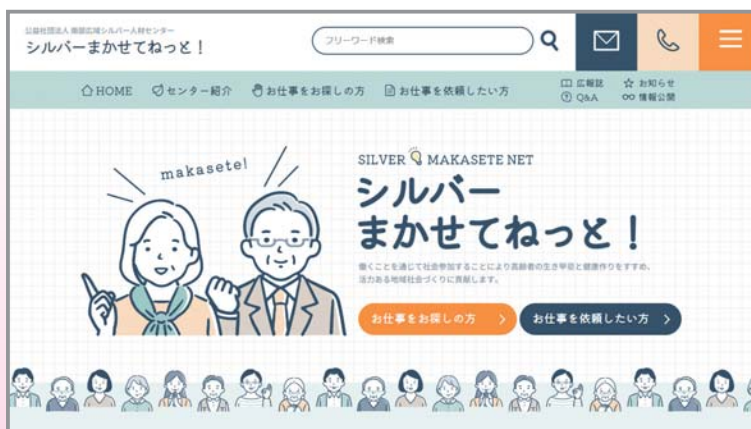 公益社団法人 南部広域シルバー人材センター
シルバーまかせてねっと!
フリーワード検索
HOME
センター紹介
お仕事をお探しの方
お仕事を依頼したい方
広報誌
お知らせ
Q&A
情報公開
makasete!
SILVER MAKASETE NET
シルバー
まかせてねっと!
働くことを通じて社会参加することにより高齢者の生き甲斐と健康作りをすすめ、
活力ある地域社会づくりに貢献します。
お仕事をお探しの方
お仕事を依頼したい方